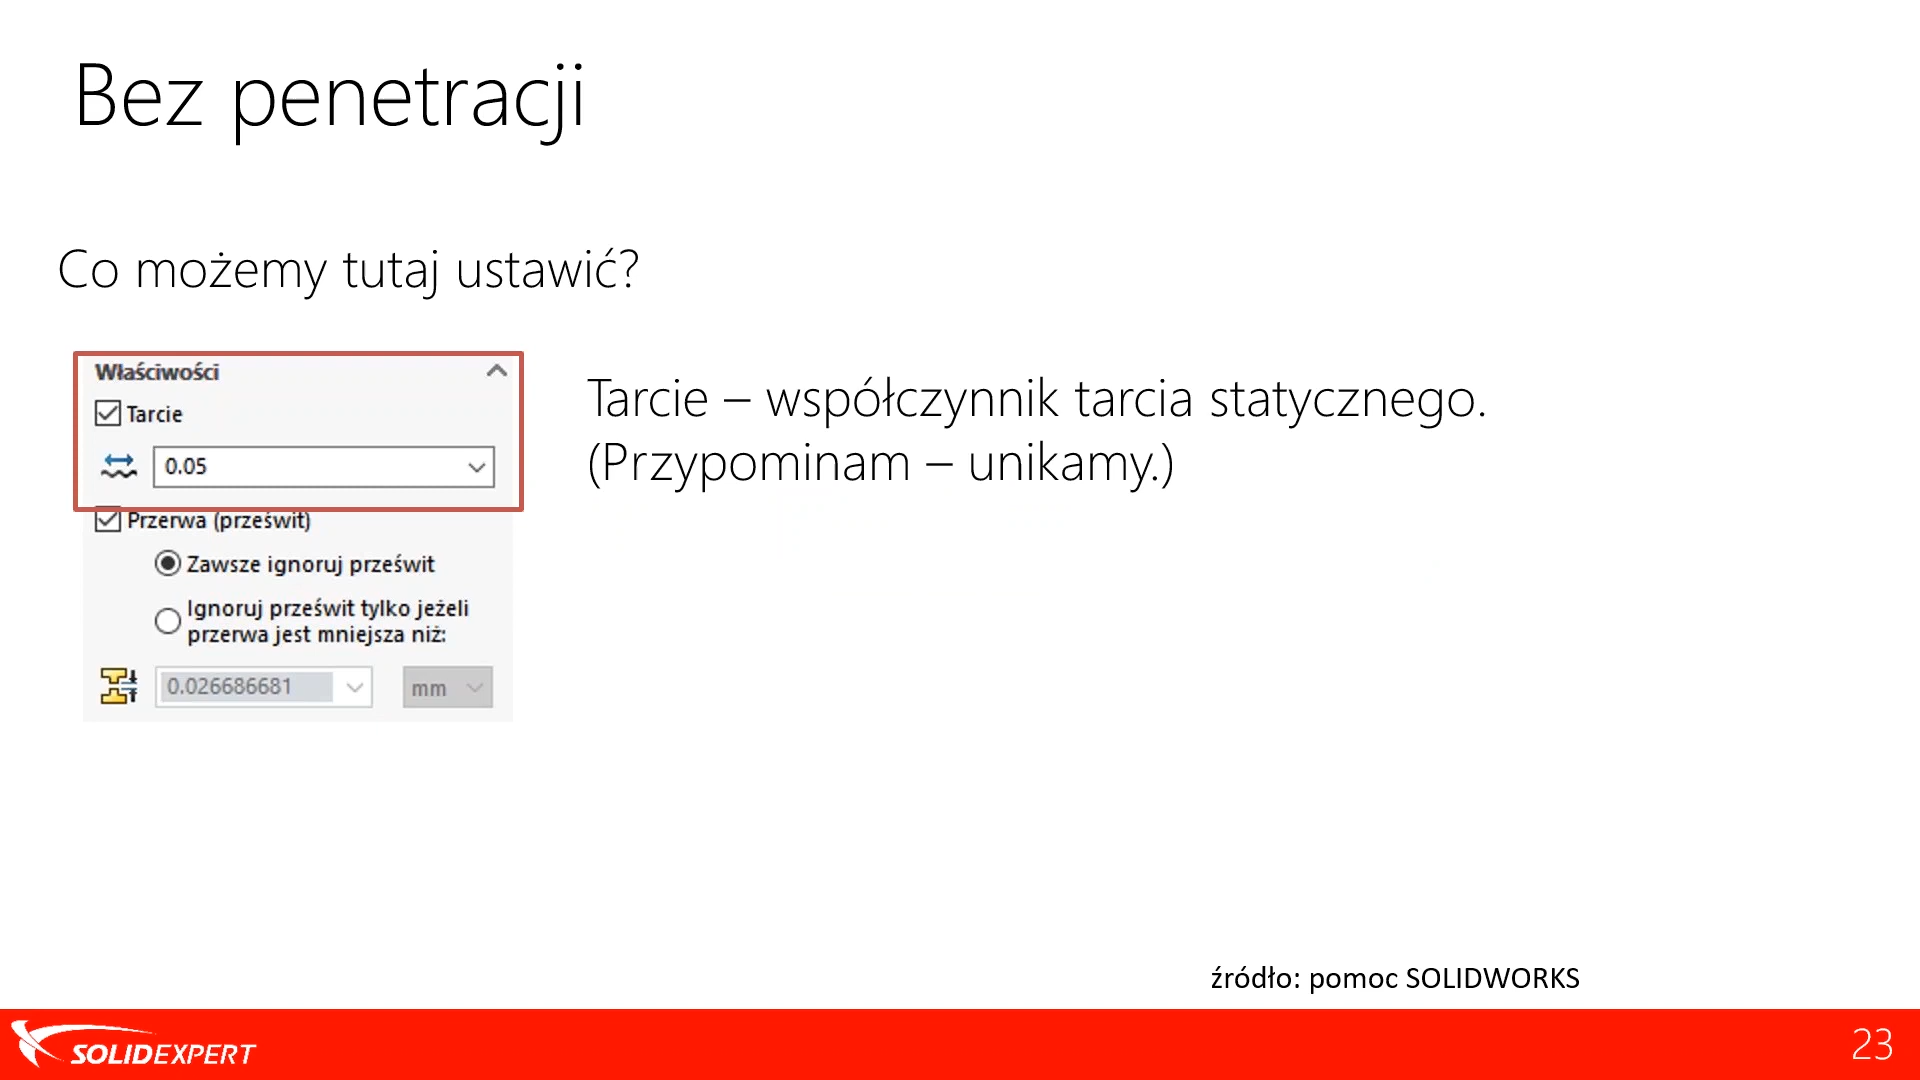 Bez penetracji
Co możemy tutaj ustawić?
Właściwości
Tarcie
0.05
Przerwa (prześwit)
Zawsze ignoruj prześwit
Ignoruj prześwit tylko jeżeli
przerwa jest mniejsza niż:
0.026686681
mm
Tarcie – współczynnik tarcia statycznego.
(Przypominam – unikamy.)
źródło: pomoc SOLIDWORKS
SOLIDEXPERT
23